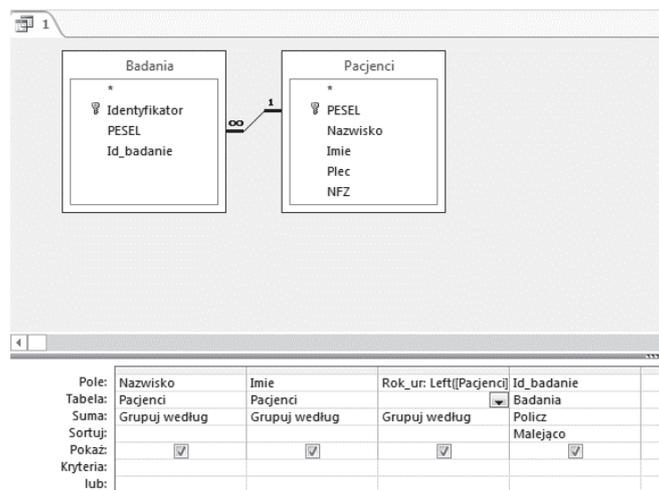 1
Badania
*
Identyfikator
PESEL
Id_badanie
∞
1
Pacjenci
*
PESEL
Nazwisko
Imie
Plec
NFZ
Pole: Nazwisko Imie Rok_ur: Left([Pacjenci] Id_badanie
Tabela: Pacjenci Pacjenci Badania
Suma: Grupuj według Grupuj według Grupuj według Policz
Sortuj: Malejąco
Pokaż:
Kryteria:
lub: